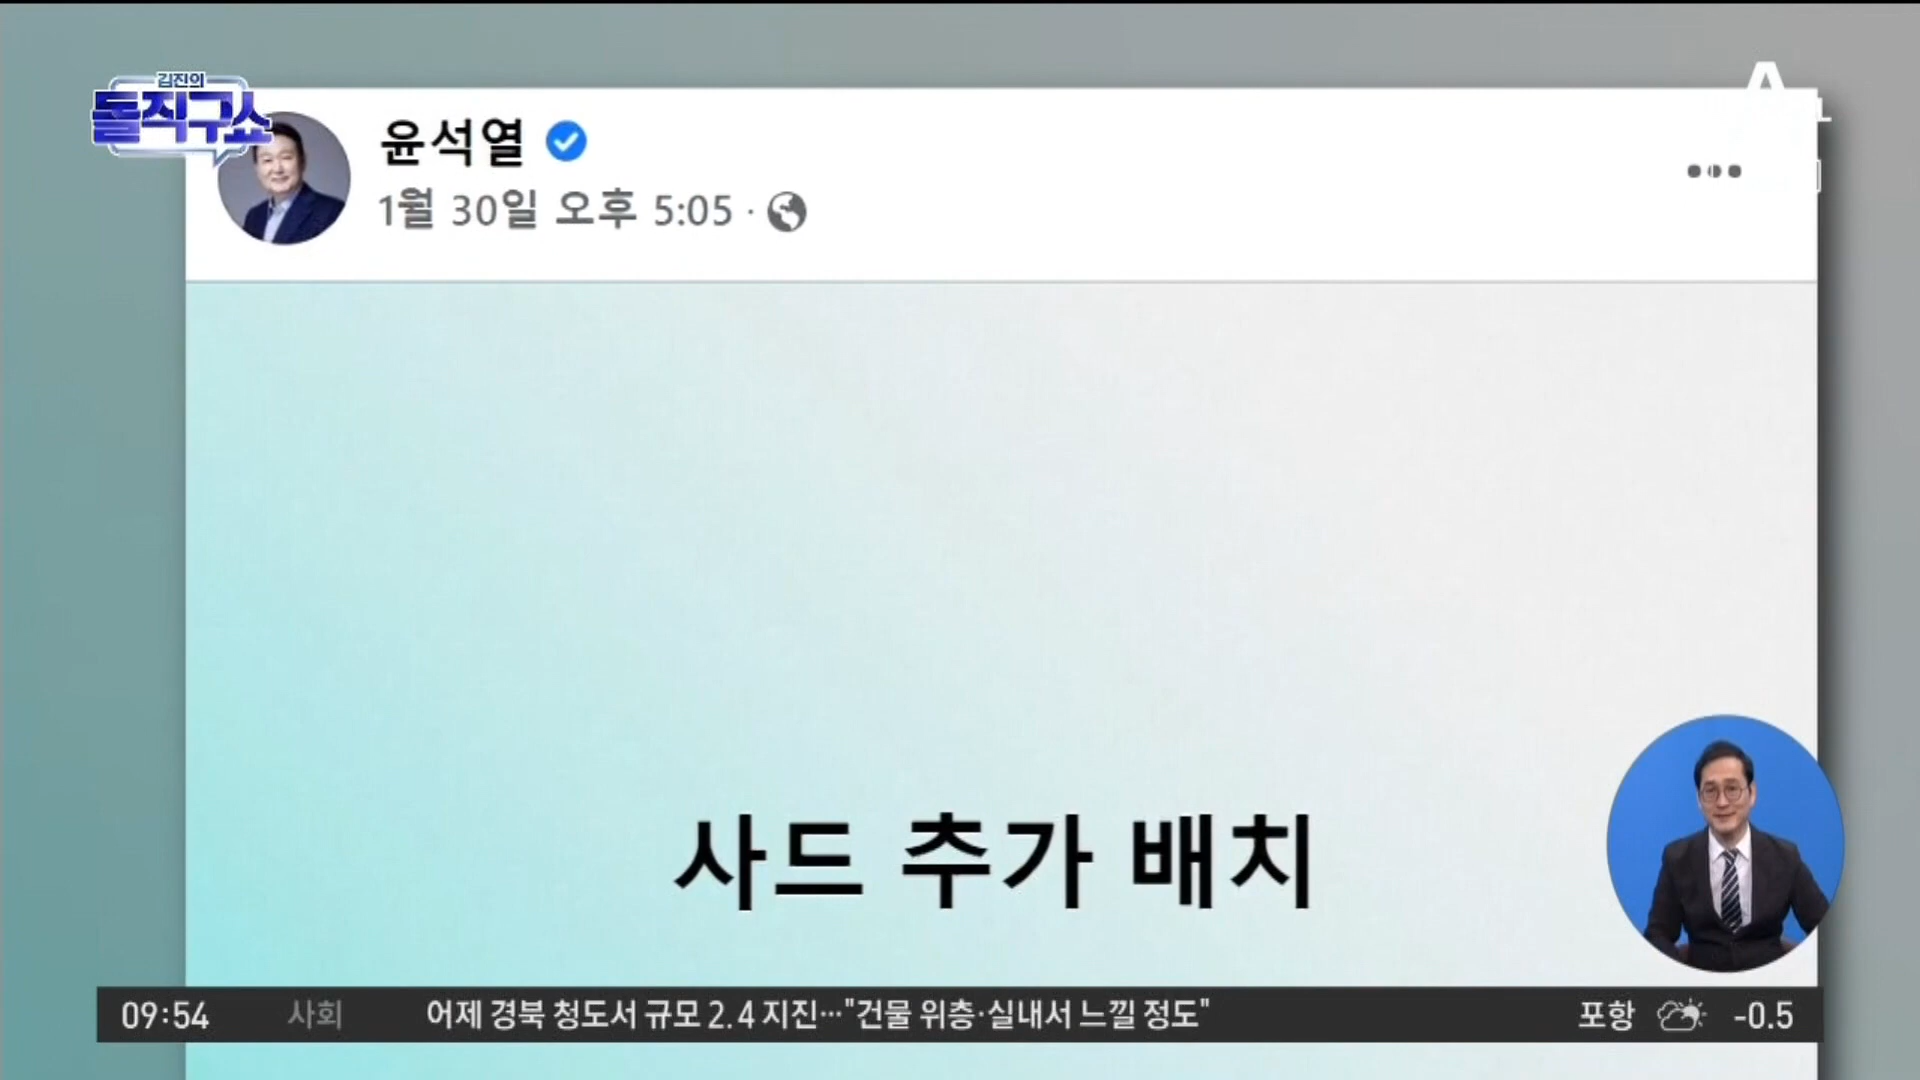 김진의
돌직구쇼
윤석열
1월 30일 오후 5:05 ·
사드 추가 배치
09:54 사회 어제 경북 청도서 규모 2.4 지진…"건물 위층·실내서 느낄 정도" 포항 -0.5